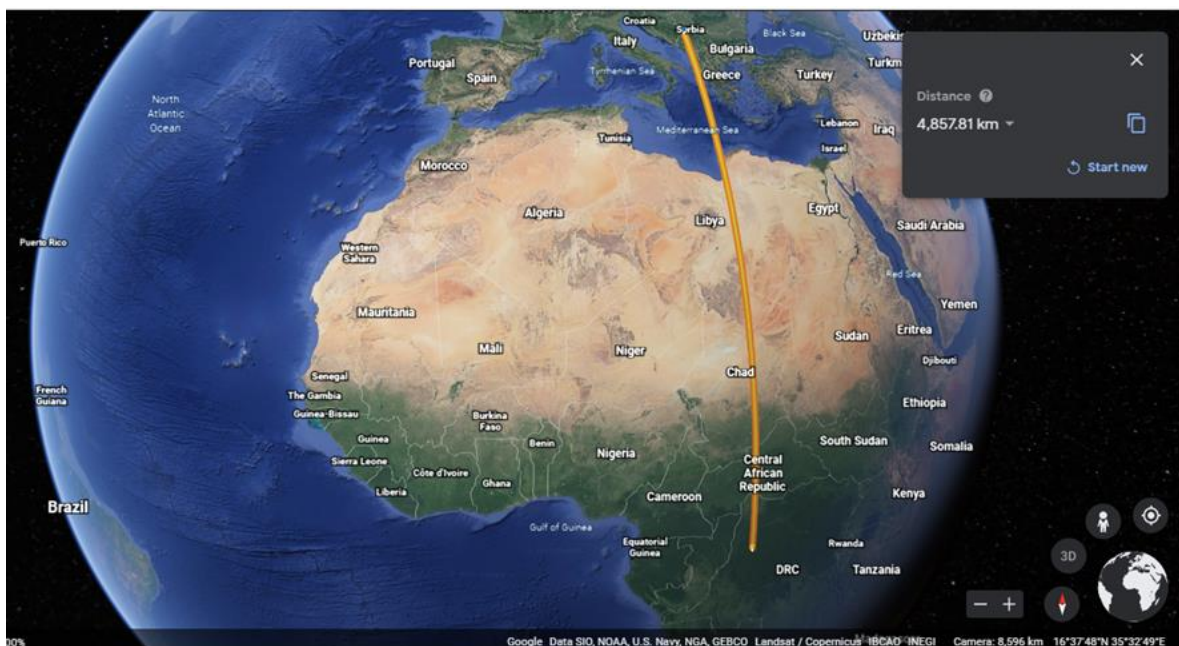 Croatia
Serbia
Black Sea
Uzbekis
Italy
Bulgaria
Portugal
Turkm
Spain
Tyrrhenian Sea
Greece
Turkey
Distance
4,857.81 km
Start new
North
Atlantic
Ocean
Tunisia
Mediterranean Sea
Lebanon
Iraq
Israel
Morocco
Algeria
Libya
Egypt
Saudi Arabia
Puerto Rico
Western
Sahara
Red Sea
Mauritania
Yemen
Mali
Niger
Sudan
Eritrea
Djibouti
Chad
Senegal
French
Guiana
The Gambia
Guinea-Bissau
Burkina
Faso
Ethiopia
Guinea
Benin
South Sudan
Somalia
Nigeria
Sierra Leone
Côte d'Ivoire
Central
African
Republic
Ghana
Liberia
Cameroon
Kenya
Brazil
Gulf of Guinea
Equatorial
Guinea
Rwanda
DRC
Tanzania
3D
00%
Google Data SIO, NOAA, U.S. Navy, NGA, GEBCO Landsat / Copernicus IBCAO INEGI Camera: 8,596 km 16°37'48"N 35°32'49"E